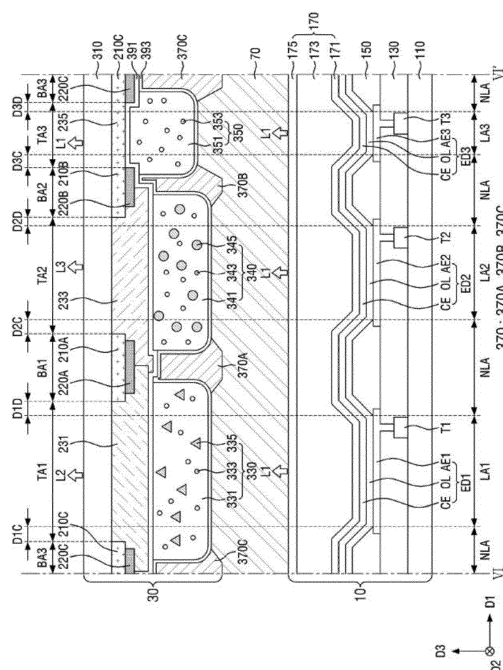 D1C D1D D2C D2D D3C D3D
BA3 TA1 BA1 TA2 BA2 TA3 BA3
220C 210C L2 231 220A 210A 233 L3 220B 210B L1 235 220C
310
210C
391
393
370C
70
30
370C 331 333 335 370A 341 343 345 370B 351 353
330 340 350
L1 L1 L1
170
175
173
171
150
130
110
10
CE OL AE1 T1 CE OL AE2 T2 CE OL AE3 T3
ED1 ED2 ED3
NLA LA1 NLA LA2 NLA LA3 NLA
VI VI'
D3
D2 D1
370 : 370A, 370B, 370C